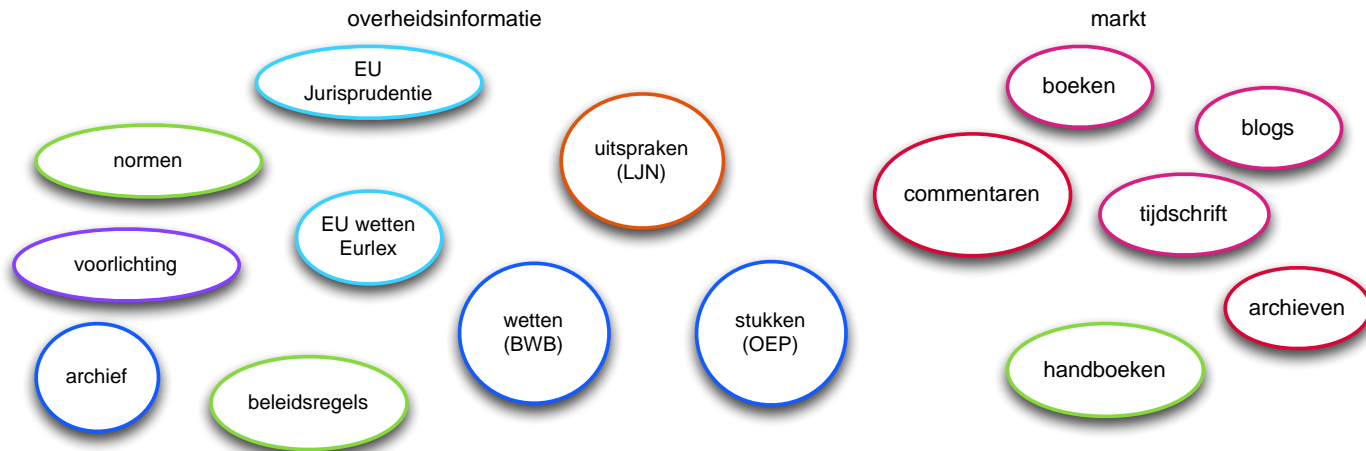 overheidsinformatie
markt
EU
Jurisprudentie
boeken
blogs
normen
uitspraken
(LJN)
commentaren
tijdschrift
EU wetten
Eurlex
voorlichting
archieven
wetten
(BWB)
stukken
(OEP)
archief
beleidsregels
handboeken